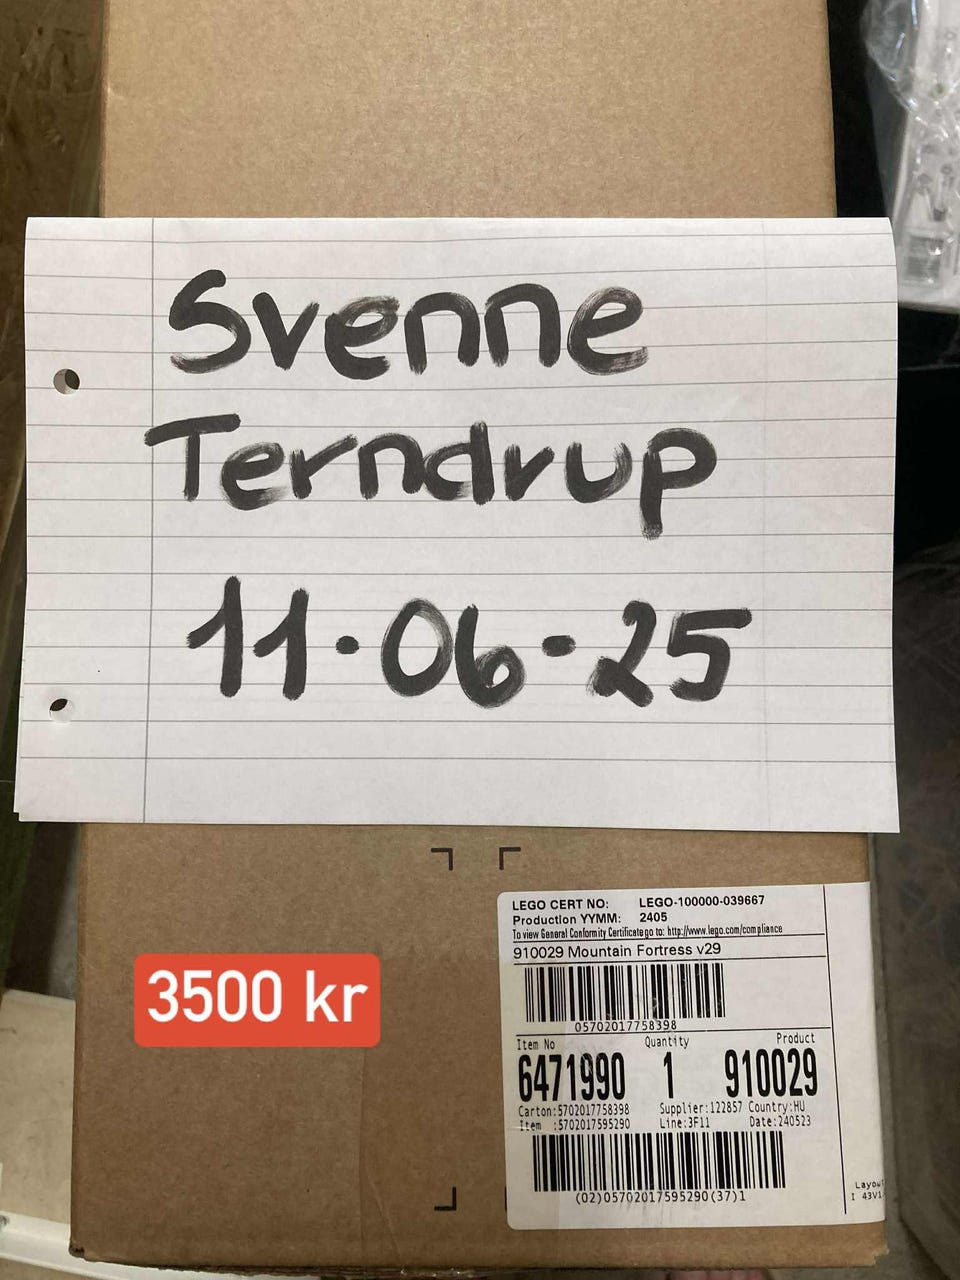 Svenne
Terndrup
11-06-25
3500 kr
LEGO CERT NO: LEGO-100000-039667
Production YYMM: 2405
To view General Conformity Certificate go to: http://www.lego.com/compliance
910029 Mountain Fortress v29
05702017758398
Item No Quantity Product
6471990 1 910029
Carton:5702017758398 Supplier:122857 Country:HU
Item :5702017595290 Line:3F11 Date:240523
(02)05702017595290(37)1
I 43V1